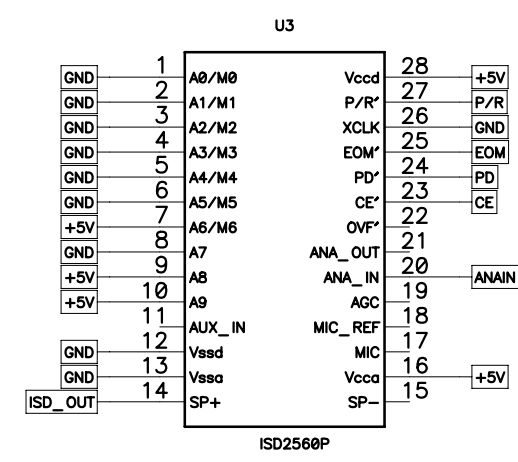 U3
GND 1 A0/M0 Vccd 28 +5V
GND 2 A1/M1 P/R' 27 P/R
GND 3 A2/M2 XCLK 26 GND
GND 4 A3/M3 EOM' 25 EOM
GND 5 A4/M4 PD' 24 PD
GND 6 A5/M5 CE' 23 CE
+5V 7 A6/M6 OVF' 22
GND 8 A7 ANA_OUT 21
+5V 9 A8 ANA_IN 20 ANAIN
+5V 10 A9 AGC 19
11 AUX_IN MIC_REF 18
GND 12 Vssd MIC 17
GND 13 Vssa Vcca 16 +5V
ISD_OUT 14 SP+ SP- 15
ISD2560P